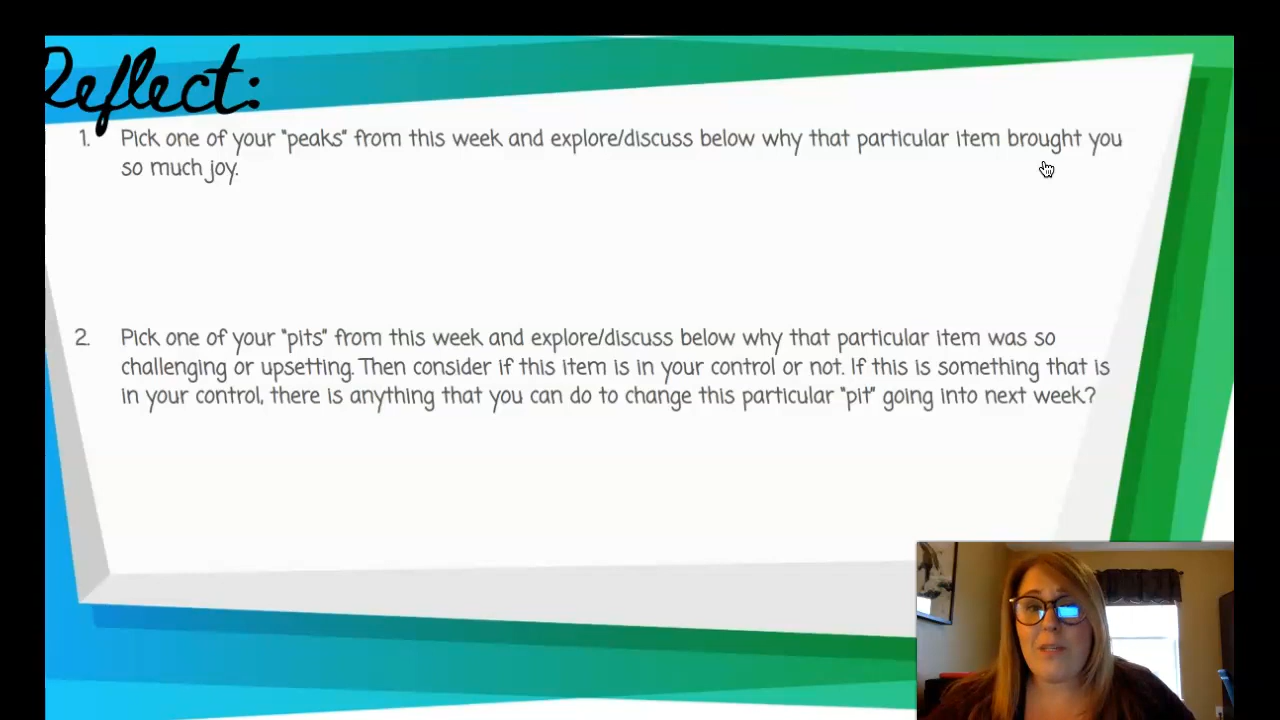 Reflect:
1. Pick one of your "peaks" from this week and explore/discuss below why that particular item brought you
so much joy.
2. Pick one of your "pits" from this week and explore/discuss below why that particular item was so
challenging or upsetting. Then consider if this item is in your control or not. If this is something that is
in your control, there is anything that you can do to change this particular "pit" going into next week?